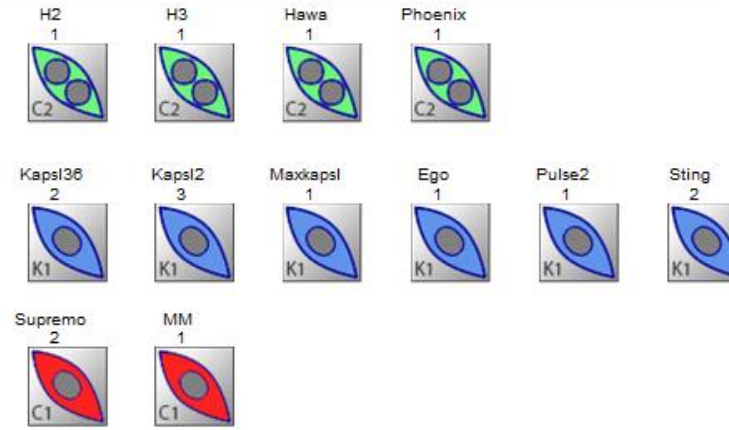 H2 H3 Hawa Phoenix
1 1 1 1
C2 C2 C2 C2
Kapsl36 Kapsl2 Maxkapsl Ego Pulse2 Sting
2 3 1 1 1 2
K1 K1 K1 K1 K1 K1
Supremo MM
2 1
C1 C1